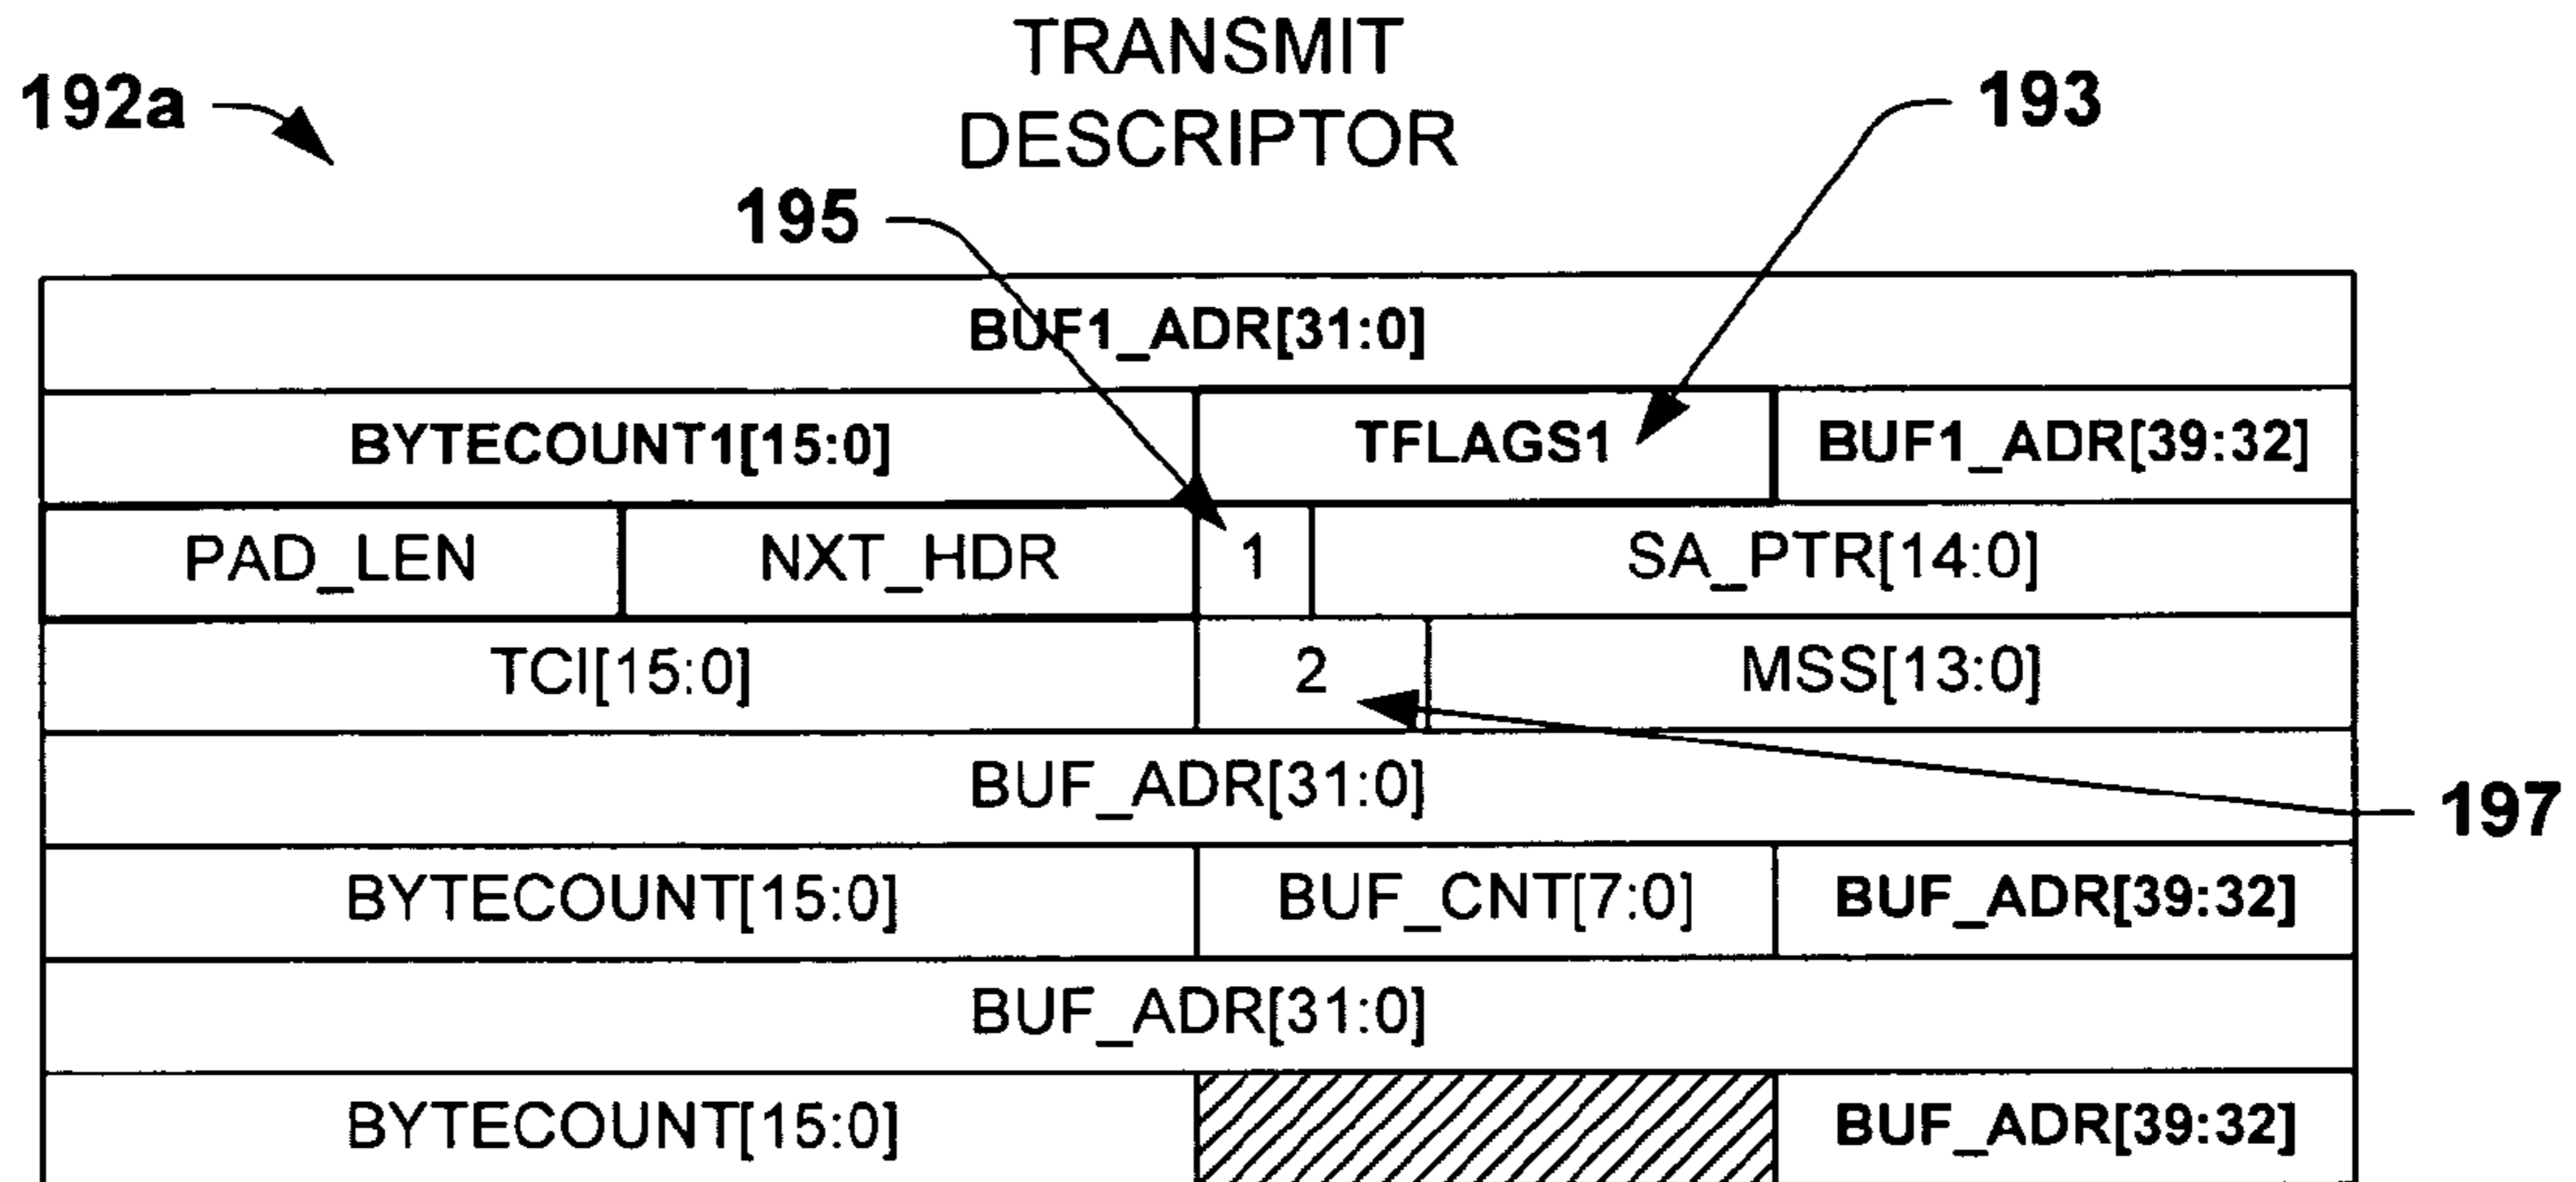 TRANSMIT
DESCRIPTOR
192a
193
195
BUF1_ADR[31:0]
BYTECOUNT1[15:0] TFLAGS1 BUF1_ADR[39:32]
PAD_LEN NXT_HDR 1 SA_PTR[14:0]
TCI[15:0] 2 MSS[13:0]
BUF_ADR[31:0]
197
BYTECOUNT[15:0] BUF_CNT[7:0] BUF_ADR[39:32]
BUF_ADR[31:0]
BYTECOUNT[15:0] BUF_ADR[39:32]